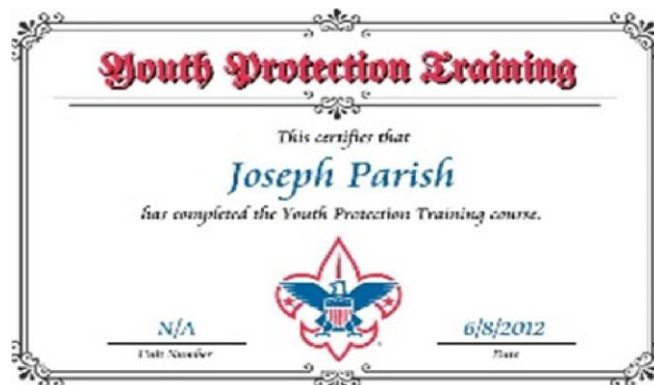 Youth Protection Training
This certifies that
Joseph Parish
has completed the Youth Protection Training course.
N/A
6/8/2012
Unit Number
Date